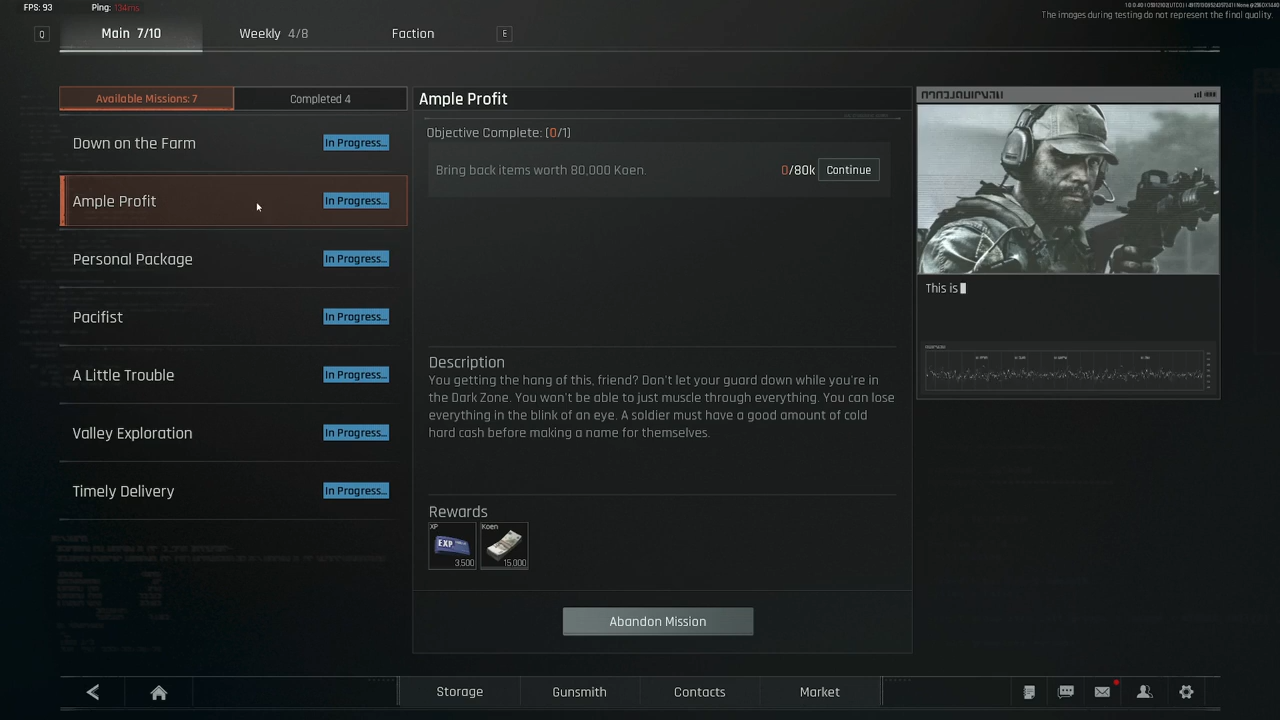 FPS: 93 Ping: 134ms
The images during testing do not represent the final quality.
Q Main 7/10 Weekly 4/8 Faction E
Available Missions: 7 Completed 4
Down on the Farm In Progress...
Ample Profit In Progress...
Personal Package In Progress...
Pacifist In Progress...
A Little Trouble In Progress...
Valley Exploration In Progress...
Timely Delivery In Progress...
Ample Profit
Objective Complete: [0/1]
Bring back items worth 80,000 Koen. 0/80k Continue
Description
You getting the hang of this, friend? Don't let your guard down while you're in
the Dark Zone. You won't be able to just muscle through everything. You can lose
everything in the blink of an eye. A soldier must have a good amount of cold
hard cash before making a name for themselves.
Rewards
XP EXP 3,500
Koen 15,000
Abandon Mission
This is
Storage Gunsmith Contacts Market